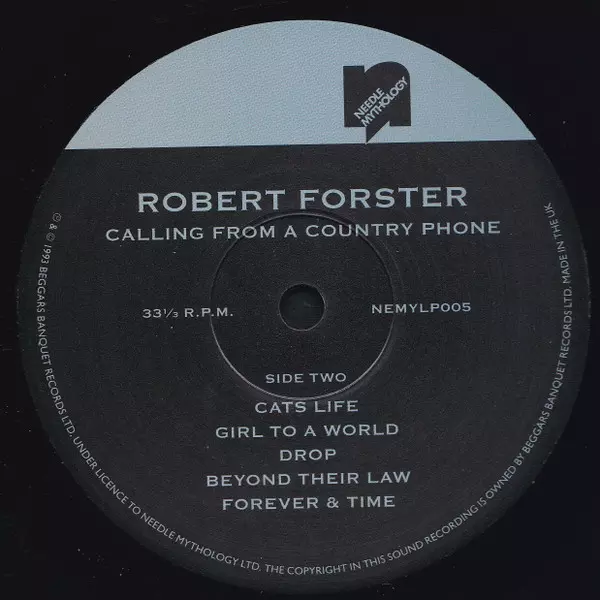 NEEDLE
MYTHOLOGY
ROBERT FORSTER
CALLING FROM A COUNTRY PHONE
33⅓ R.P.M.
NEMYLP005
SIDE TWO
CATS LIFE
GIRL TO A WORLD
DROP
BEYOND THEIR LAW
FOREVER & TIME
℗ & © 1993 BEGGARS BANQUET RECORDS LTD. UNDER LICENCE TO NEEDLE MYTHOLOGY LTD. THE COPYRIGHT IN THIS SOUND RECORDING IS OWNED BY BEGGARS BANQUET RECORDS LTD. MADE IN THE UK